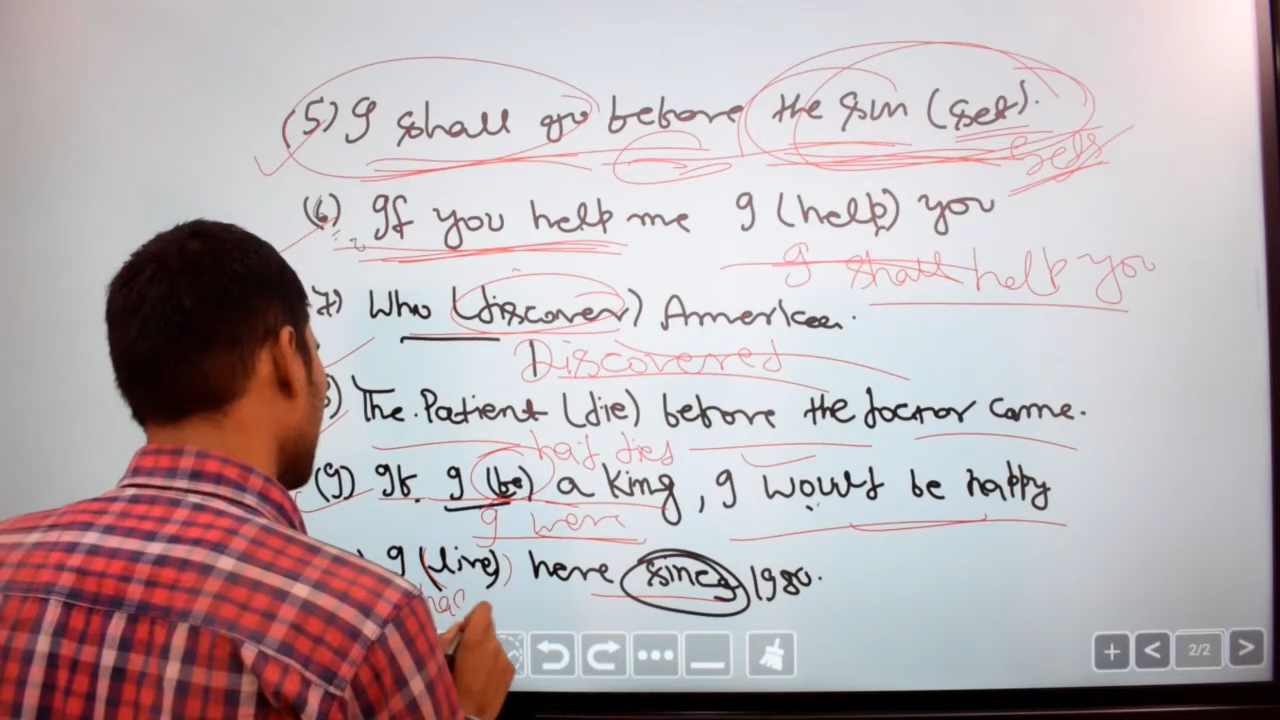 (5) I shall go before the sun (set).
sets
(6) If you help me I (help) you
I shall help you
7) Who (discover) America.
Discovered
) The Patient (die) before the doctor came.
had died
(9) If I (be) a king, I would be happy
I were
I (live) here since 1980.
2/2